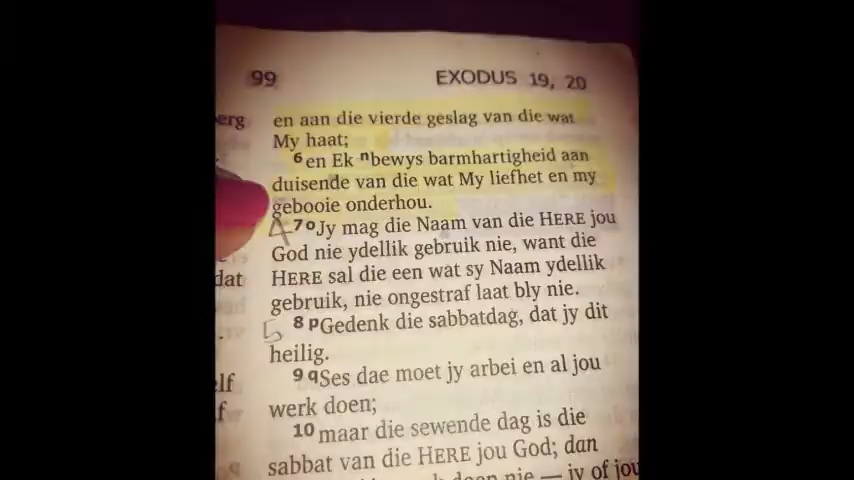 99 EXODUS 19, 20
erg
en aan die vierde geslag van die wat
My haat;
6 en Ek ⁿbewys barmhartigheid aan
duisende van die wat My liefhet en my
gebooie onderhou.
4 7 oJy mag die Naam van die HERE jou
God nie ydellik gebruik nie, want die
dat
HERE sal die een wat sy Naam ydellik
gebruik, nie ongestraf laat bly nie.
5 8 pGedenk die sabbatdag, dat jy dit
heilig.
9 qSes dae moet jy arbei en al jou
elf
werk doen;
10 maar die sewende dag is die
sabbat van die HERE jou God; dan
nie — jy of jou